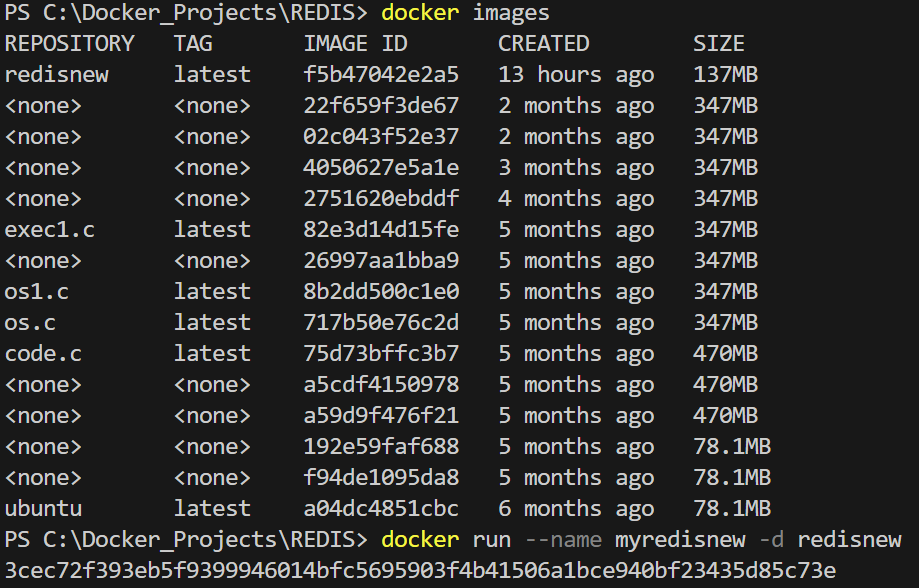 PS C:\Docker_Projects\REDIS> docker images
REPOSITORY TAG IMAGE ID CREATED SIZE
redisnew latest f5b47042e2a5 13 hours ago 137MB
<none> <none> 22f659f3de67 2 months ago 347MB
<none> <none> 02c043f52e37 2 months ago 347MB
<none> <none> 4050627e5a1e 3 months ago 347MB
<none> <none> 2751620ebddf 4 months ago 347MB
exec1.c latest 82e3d14d15fe 5 months ago 347MB
<none> <none> 26997aa1bba9 5 months ago 347MB
os1.c latest 8b2dd500c1e0 5 months ago 347MB
os.c latest 717b50e76c2d 5 months ago 347MB
code.c latest 75d73bffc3b7 5 months ago 470MB
<none> <none> a5cdf4150978 5 months ago 470MB
<none> <none> a59d9f476f21 5 months ago 470MB
<none> <none> 192e59faf688 5 months ago 78.1MB
<none> <none> f94de1095da8 5 months ago 78.1MB
ubuntu latest a04dc4851cbc 6 months ago 78.1MB
PS C:\Docker_Projects\REDIS> docker run --name myredisnew -d redisnew
3cec72f393eb5f9399946014bfc5695903f4b41506a1bce940bf23435d85c73e